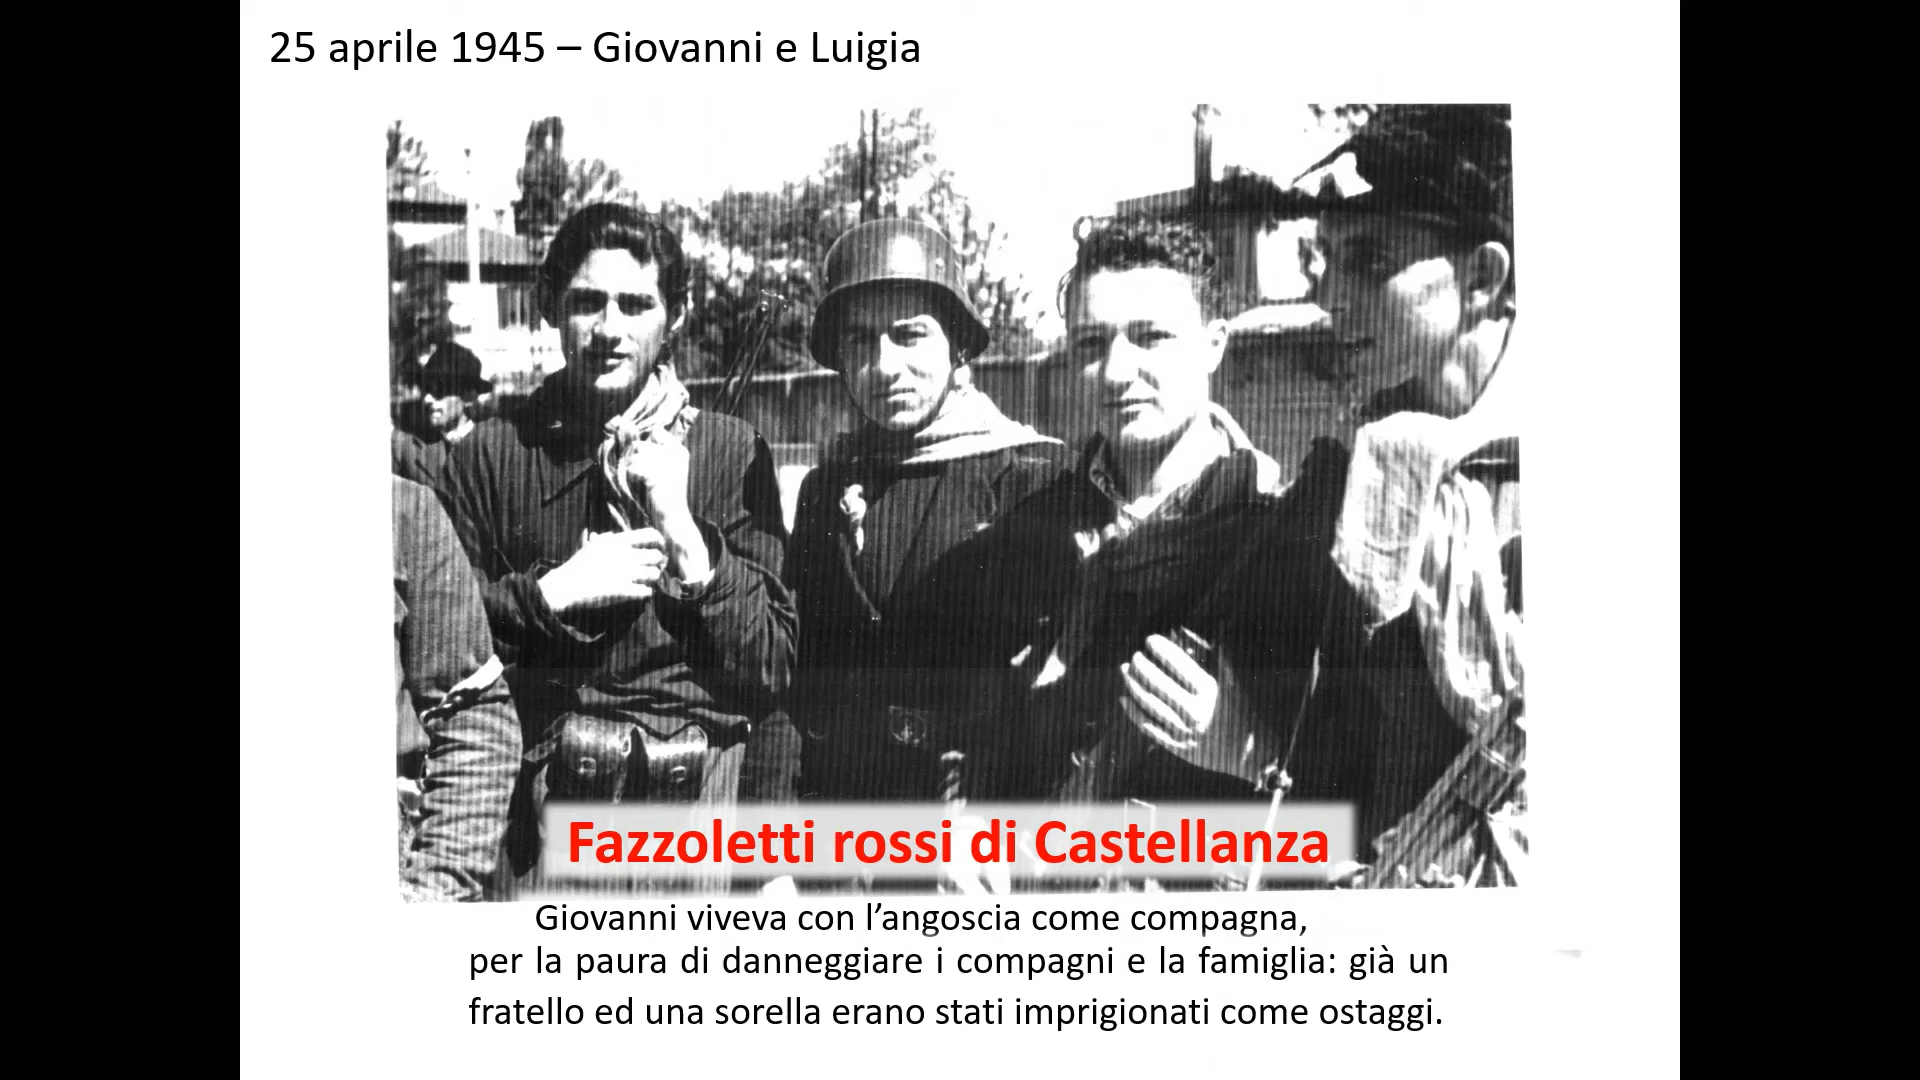 25 aprile 1945 – Giovanni e Luigia
Fazzoletti rossi di Castellanza
Giovanni viveva con l’angoscia come compagna,
per la paura di danneggiare i compagni e la famiglia: già un
fratello ed una sorella erano stati imprigionati come ostaggi.